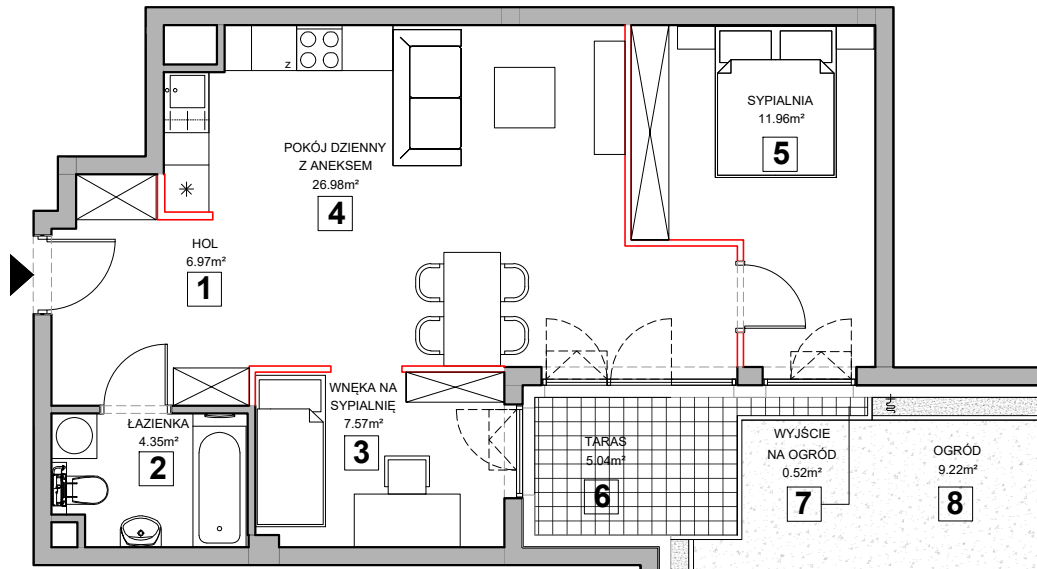 z
SYPIALNIA
11.96m²
5
POKÓJ DZIENNY
Z ANEKSEM
26.98m²
4
HOL
6.97m²
1
WNĘKA NA
SYPIALNIĘ
7.57m²
3
ŁAZIENKA
4.35m²
2
TARAS
5.04m²
6
WYJŚCIE
NA OGRÓD
0.52m²
7
OGRÓD
9.22m²
8